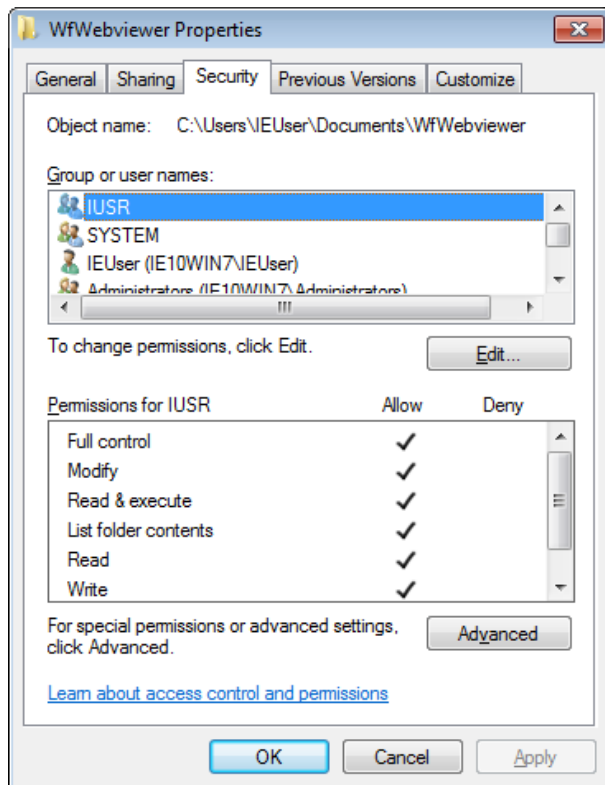 WfWebviewer Properties
General Sharing Security Previous Versions Customize
Object name: C:\Users\IEUser\Documents\WfWebviewer
Group or user names:
IUSR
SYSTEM
IEUser (IE10WIN7\IEUser)
Administrators (IE10WIN7\Administrators)
To change permissions, click Edit.
Edit...
Permissions for IUSR Allow Deny
Full control
Modify
Read & execute
List folder contents
Read
Write
For special permissions or advanced settings,
click Advanced.
Advanced
Learn about access control and permissions
OK Cancel Apply